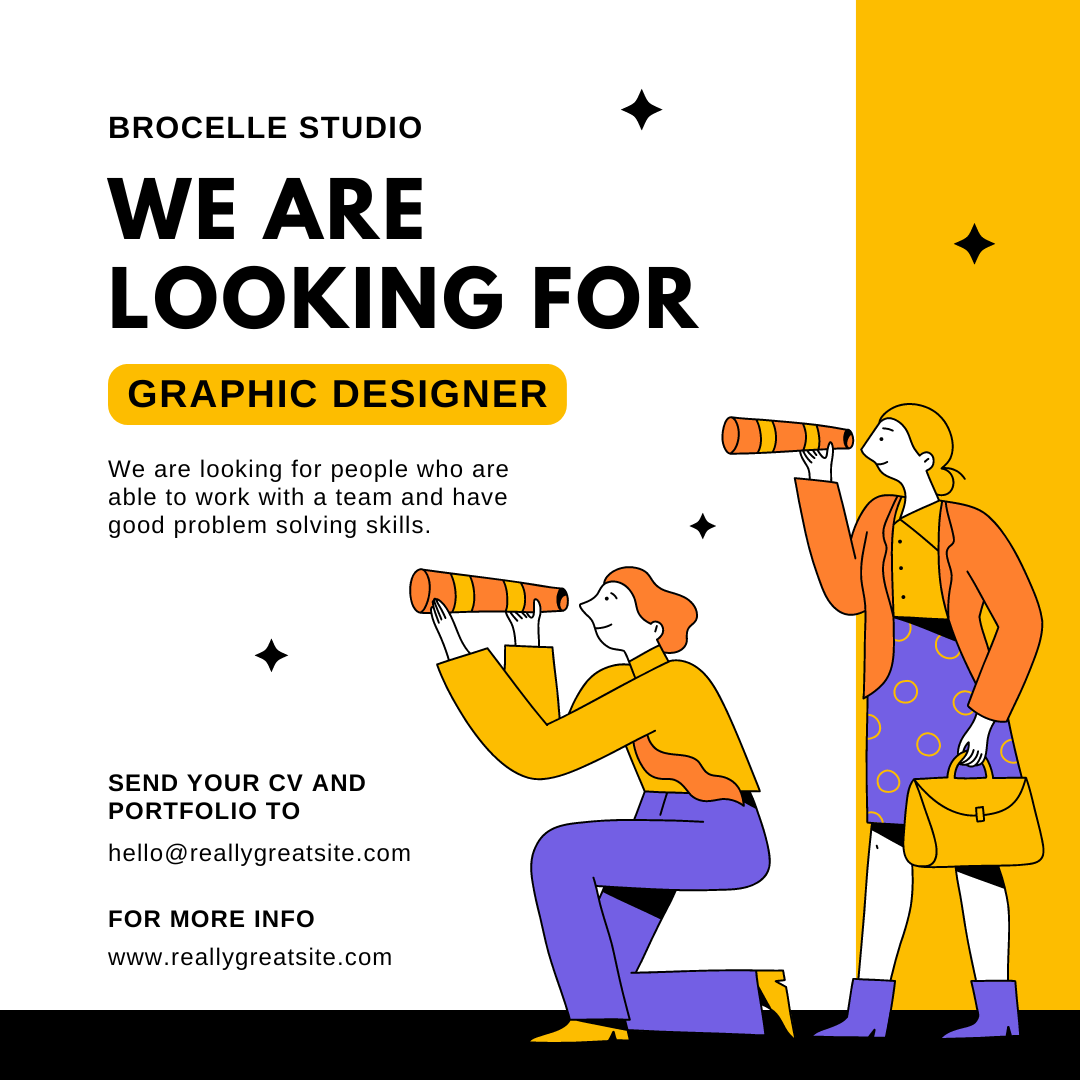 BROCELLE STUDIO
WE ARE
LOOKING FOR
GRAPHIC DESIGNER
We are looking for people who are
able to work with a team and have
good problem solving skills.
SEND YOUR CV AND
PORTFOLIO TO
hello@reallygreatsite.com
FOR MORE INFO
www.reallygreatsite.com